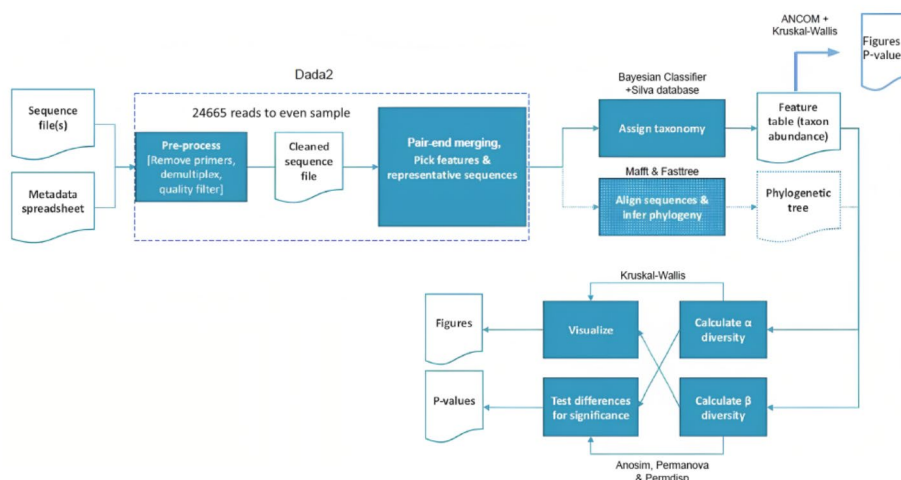 ANCOM +
Kruskal-Wallis
Figures
P-value
Dada2
Bayesian Classifier
+Silva database
Sequence
file(s)
24665 reads to even sample
Pre-process
[Remove primers,
demultiplex,
quality filter]
Cleaned
sequence
file
Pair-end merging,
Pick features &
representative sequences
Assign taxonomy
Feature
table (taxon
abundance)
Metadata
spreadsheet
Mafft & Fasttree
Align sequences &
Infer phylogeny
Phylogenetic
tree
Kruskal-Wallis
Figures
Visualize
Calculate α
diversity
P-values
Test differences
for significance
Calculate β
diversity
Anosim, Permanova
& Permdisp